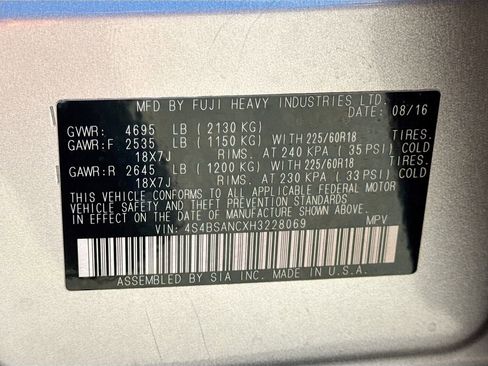 MFD BY FUJI HEAVY INDUSTRIES LTD.
DATE: 08/16
GVWR: 4695 LB ( 2130 KG)
GAWR:F 2535 LB ( 1150 KG) WITH 225/60R18 TIRES.
18X7J RIMS. AT 240 KPA ( 35 PSI) COLD
GAWR:R 2645 LB ( 1200 KG) WITH 225/60R18 TIRES.
18X7J RIMS. AT 230 KPA ( 33 PSI) COLD
THIS VEHICLE CONFORMS TO ALL APPLICABLE FEDERAL MOTOR
VEHICLE SAFETY AND THEFT PREVENTION STANDARDS
IN EFFECT ON THE DATE OF MANUFACTURE SHOWN ABOVE.
VIN: 4S4BSANCXH3228069 MPV
ASSEMBLED BY SIA INC. MADE IN U.S.A.